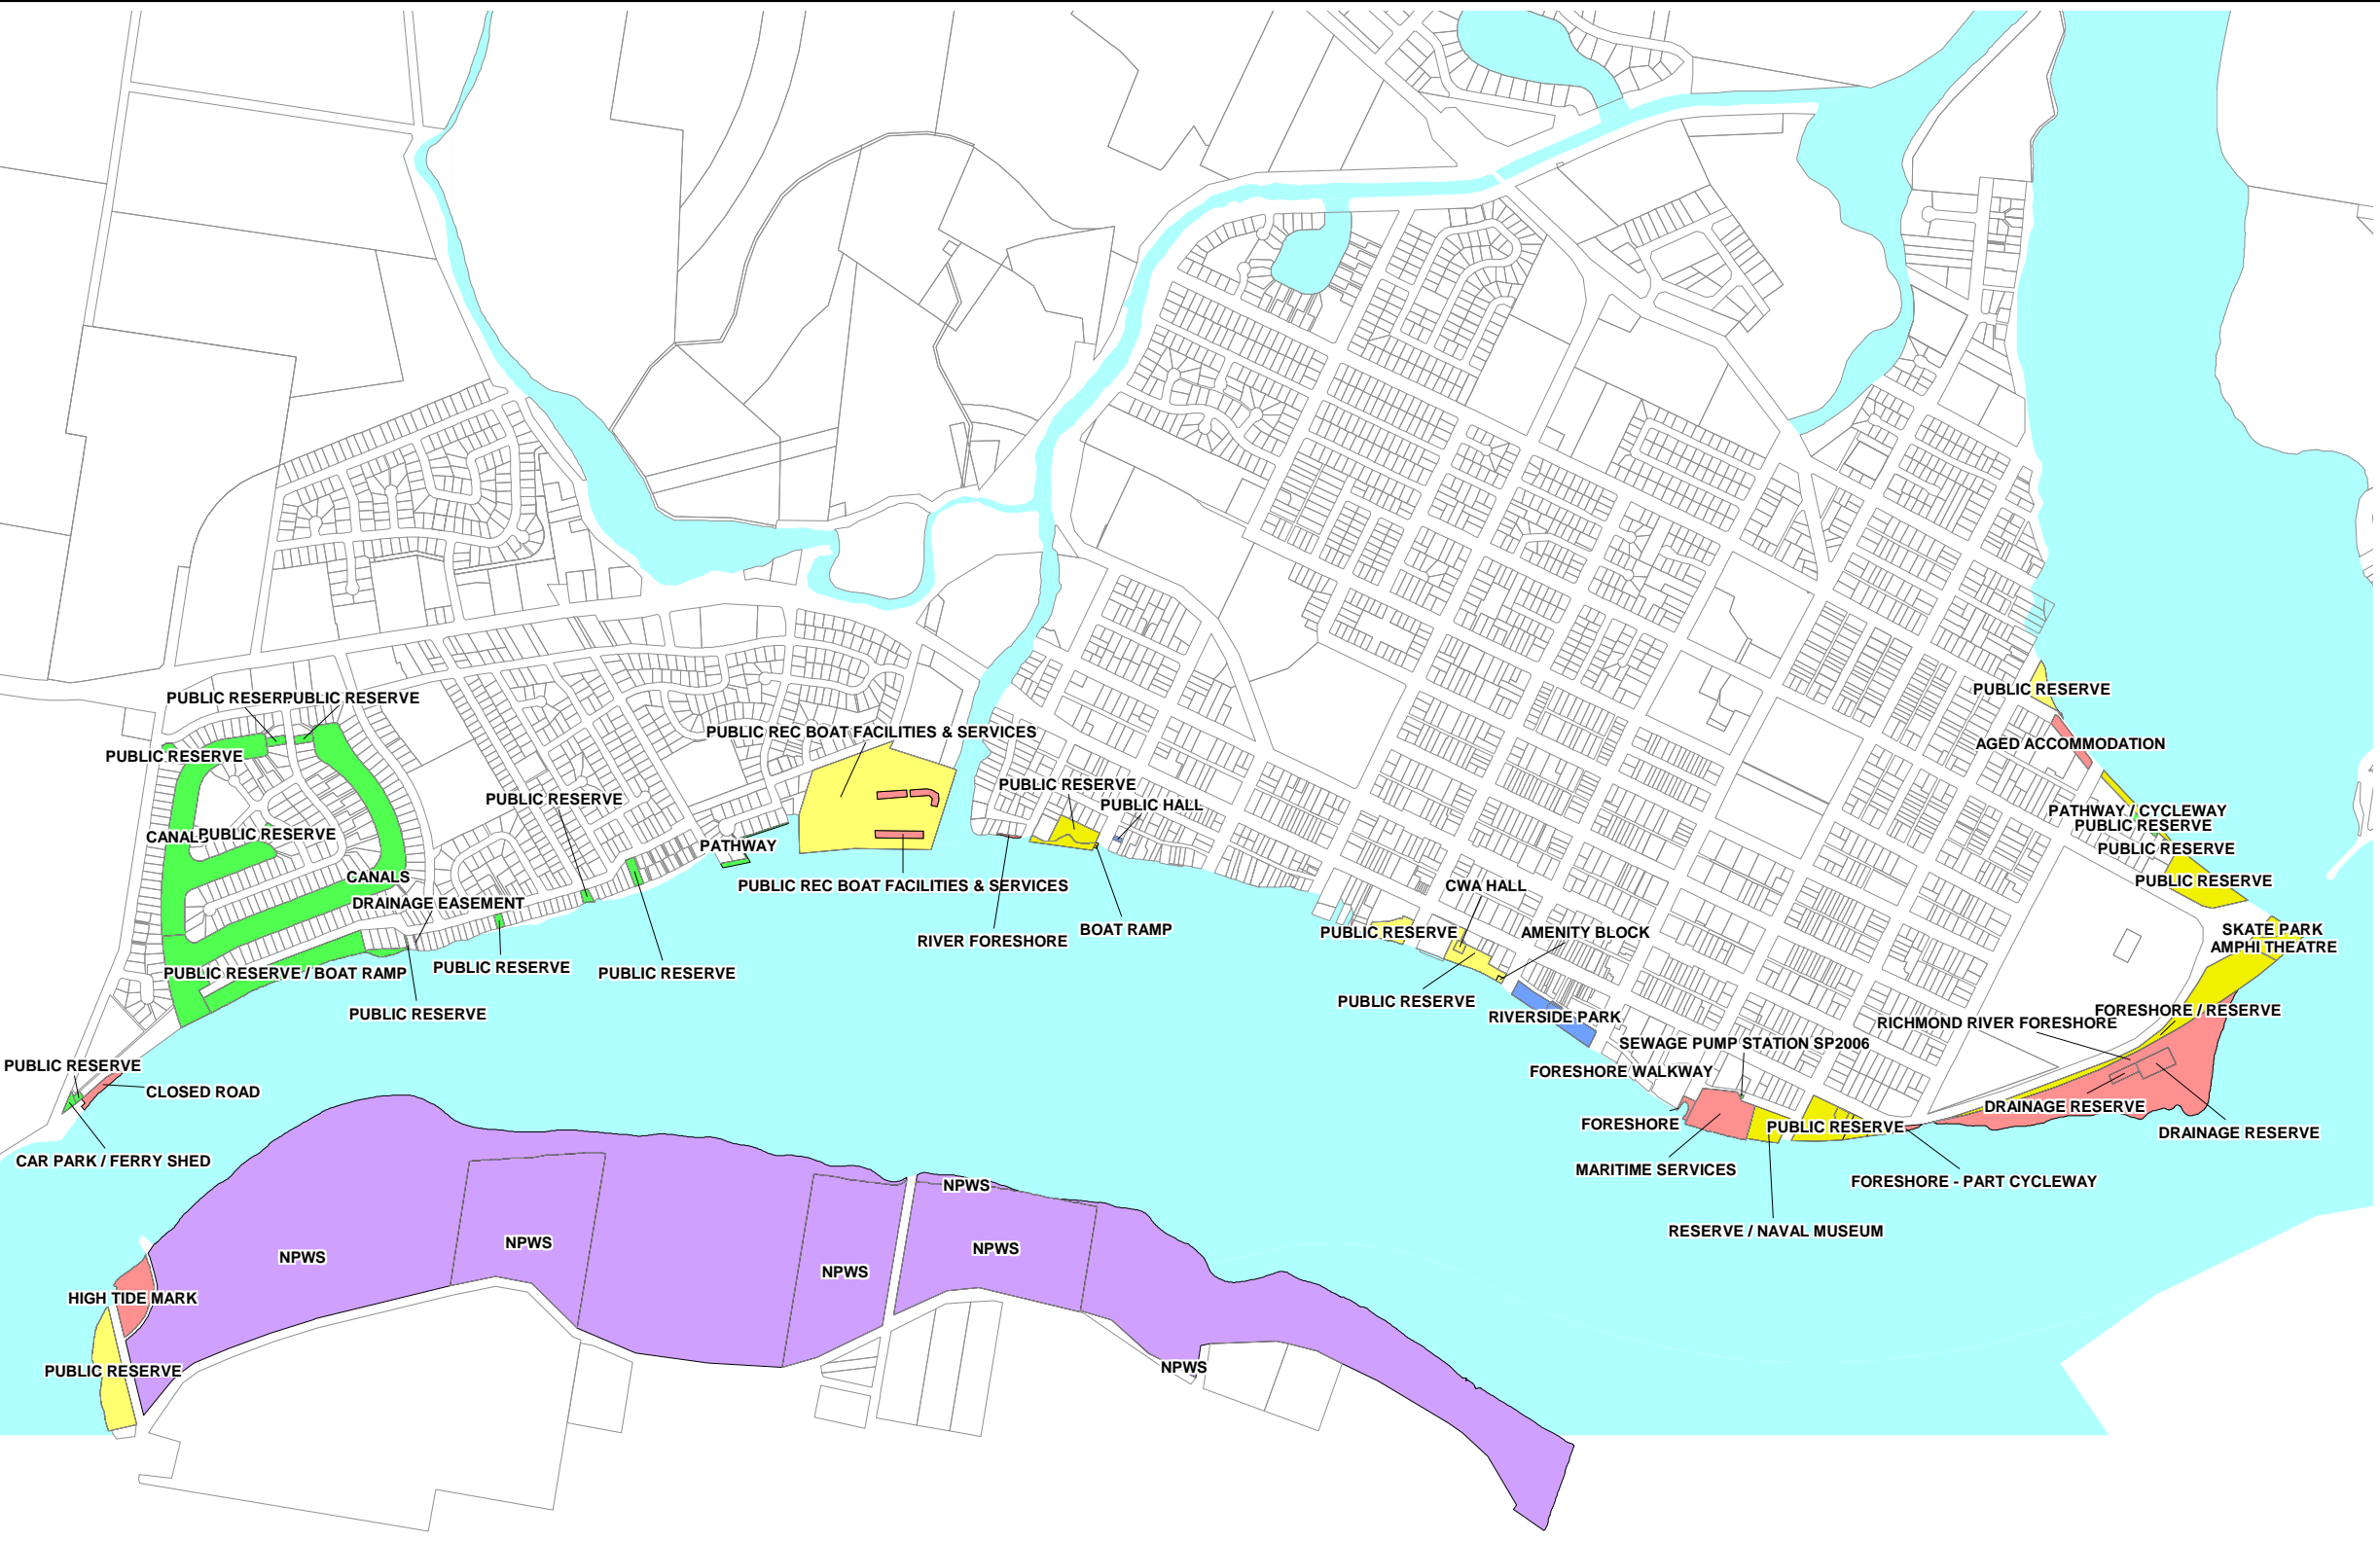 PUBLIC RESER
PUBLIC RESERVE
PUBLIC RESERVE
PUBLIC RESERVE
AGED ACCOMMODATION
PUBLIC REC BOAT FACILITIES & SERVICES
PUBLIC RESERVE
PUBLIC HALL
PUBLIC RESERVE
PATHWAY / CYCLEWAY
PUBLIC RESERVE
PUBLIC RESERVE
PUBLIC RESERVE
CANALS
PUBLIC RESERVE
PATHWAY
CANALS
PUBLIC REC BOAT FACILITIES & SERVICES
CWA HALL
DRAINAGE EASEMENT
RIVER FORESHORE
BOAT RAMP
PUBLIC RESERVE
AMENITY BLOCK
SKATE PARK
AMPHI THEATRE
PUBLIC RESERVE / BOAT RAMP
PUBLIC RESERVE
PUBLIC RESERVE
PUBLIC RESERVE
PUBLIC RESERVE
RIVERSIDE PARK
FORESHORE / RESERVE
RICHMOND RIVER FORESHORE
SEWAGE PUMP STATION SP2006
PUBLIC RESERVE
FORESHORE WALKWAY
CLOSED ROAD
DRAINAGE RESERVE
FORESHORE
PUBLIC RESERVE
DRAINAGE RESERVE
CAR PARK / FERRY SHED
MARITIME SERVICES
FORESHORE - PART CYCLEWAY
RESERVE / NAVAL MUSEUM
NPWS
NPWS
NPWS
NPWS
NPWS
HIGH TIDE MARK
NPWS
PUBLIC RESERVE